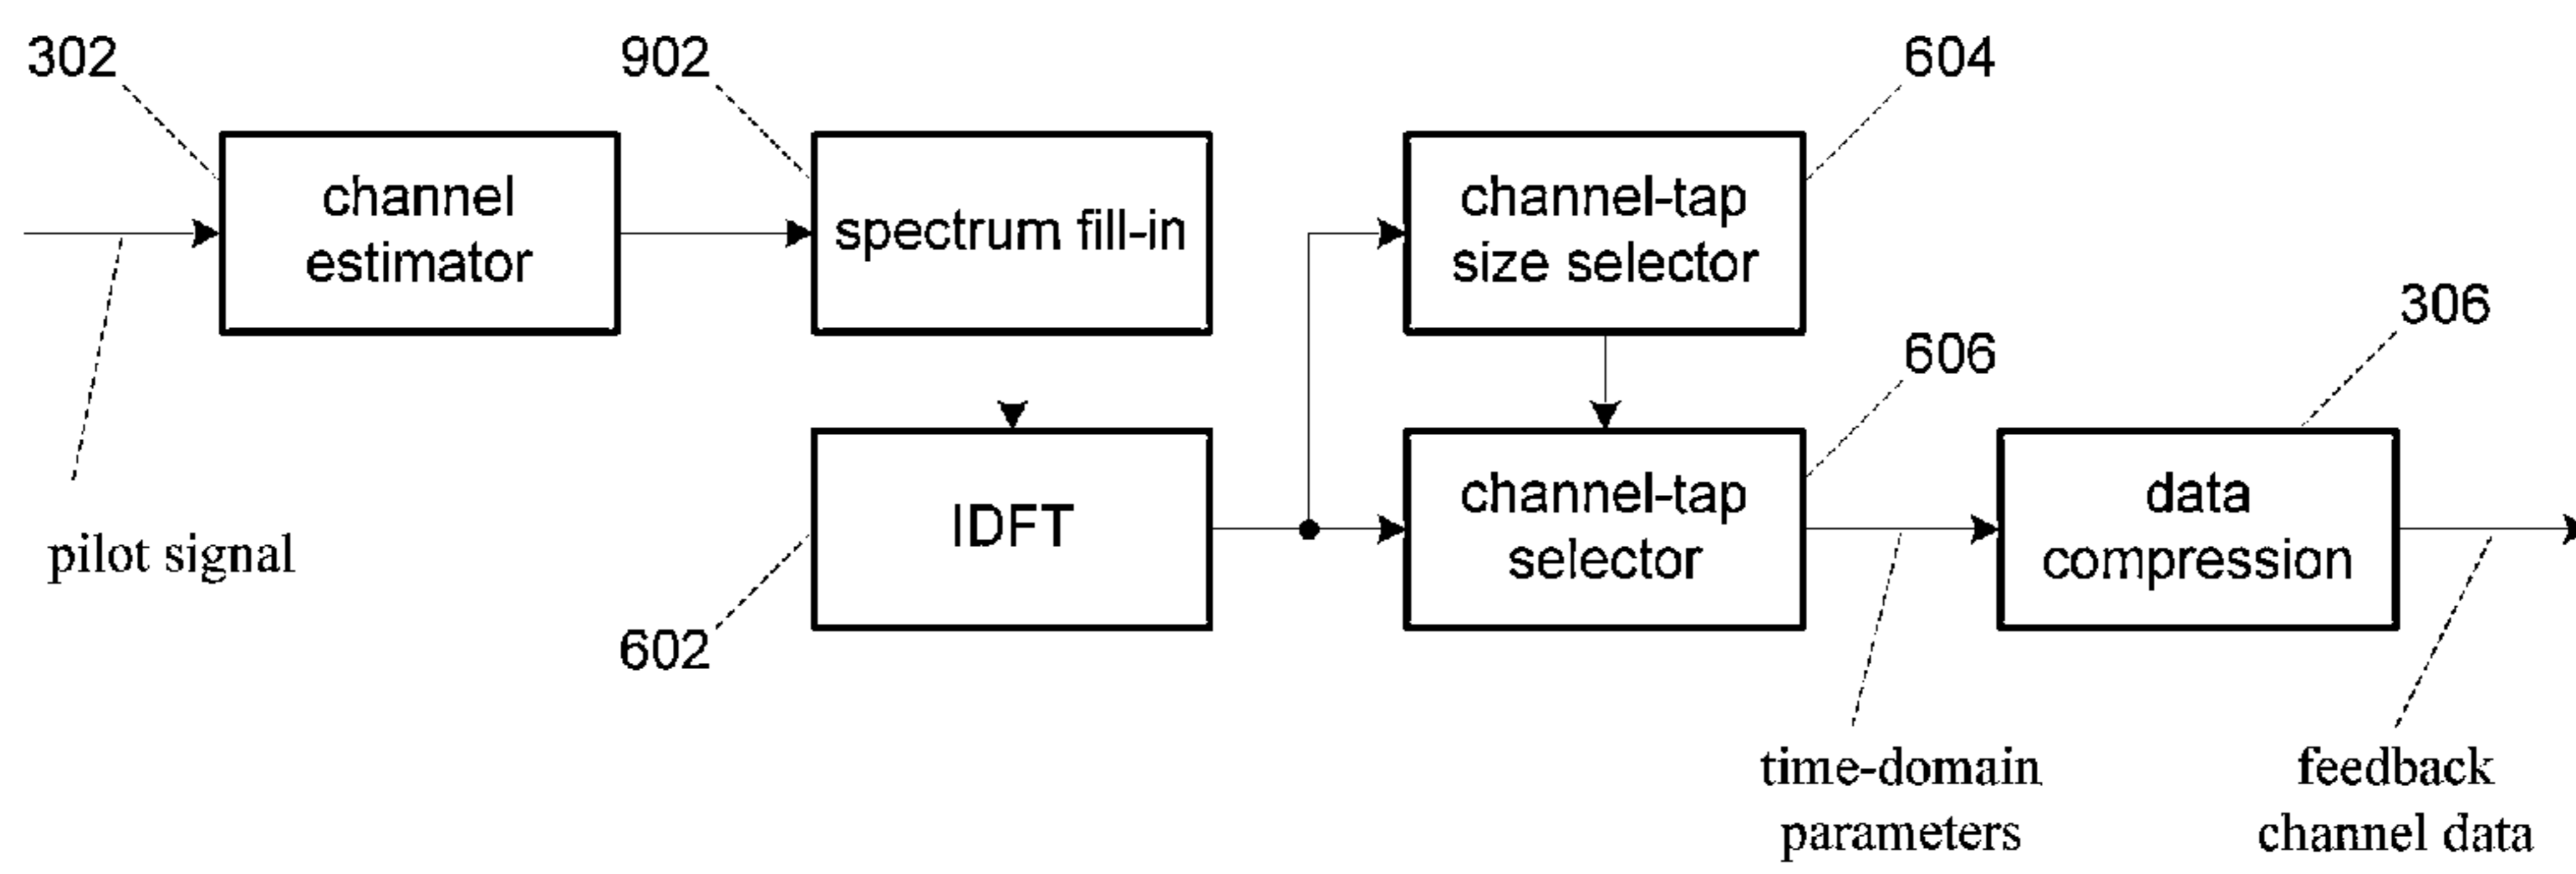 302
902
604
channel
estimator
spectrum fill-in
channel-tap
size selector
306
606
pilot signal
IDFT
channel-tap
selector
data
compression
602
time-domain
parameters
feedback
channel data